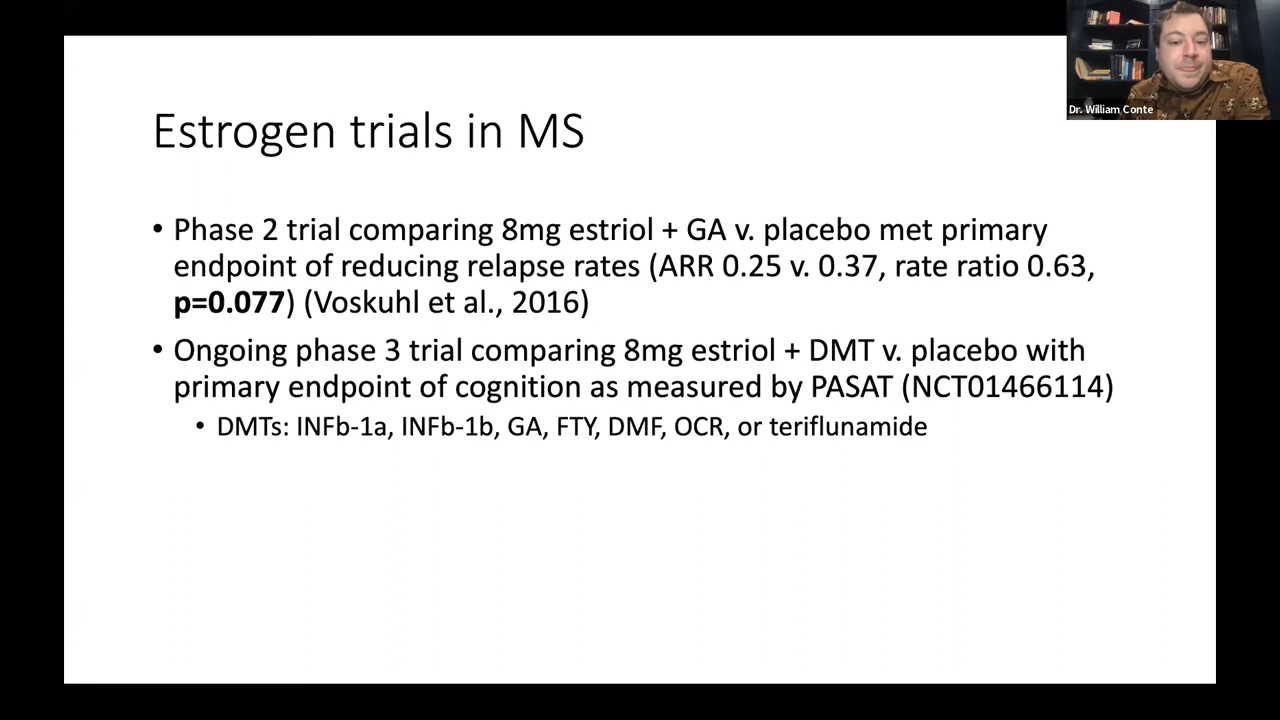 Dr. William Conte
Estrogen trials in MS
• Phase 2 trial comparing 8mg estriol + GA v. placebo met primary
endpoint of reducing relapse rates (ARR 0.25 v. 0.37, rate ratio 0.63,
p=0.077) (Voskuhl et al., 2016)
• Ongoing phase 3 trial comparing 8mg estriol + DMT v. placebo with
primary endpoint of cognition as measured by PASAT (NCT01466114)
• DMTs: INFb-1a, INFb-1b, GA, FTY, DMF, OCR, or teriflunamide